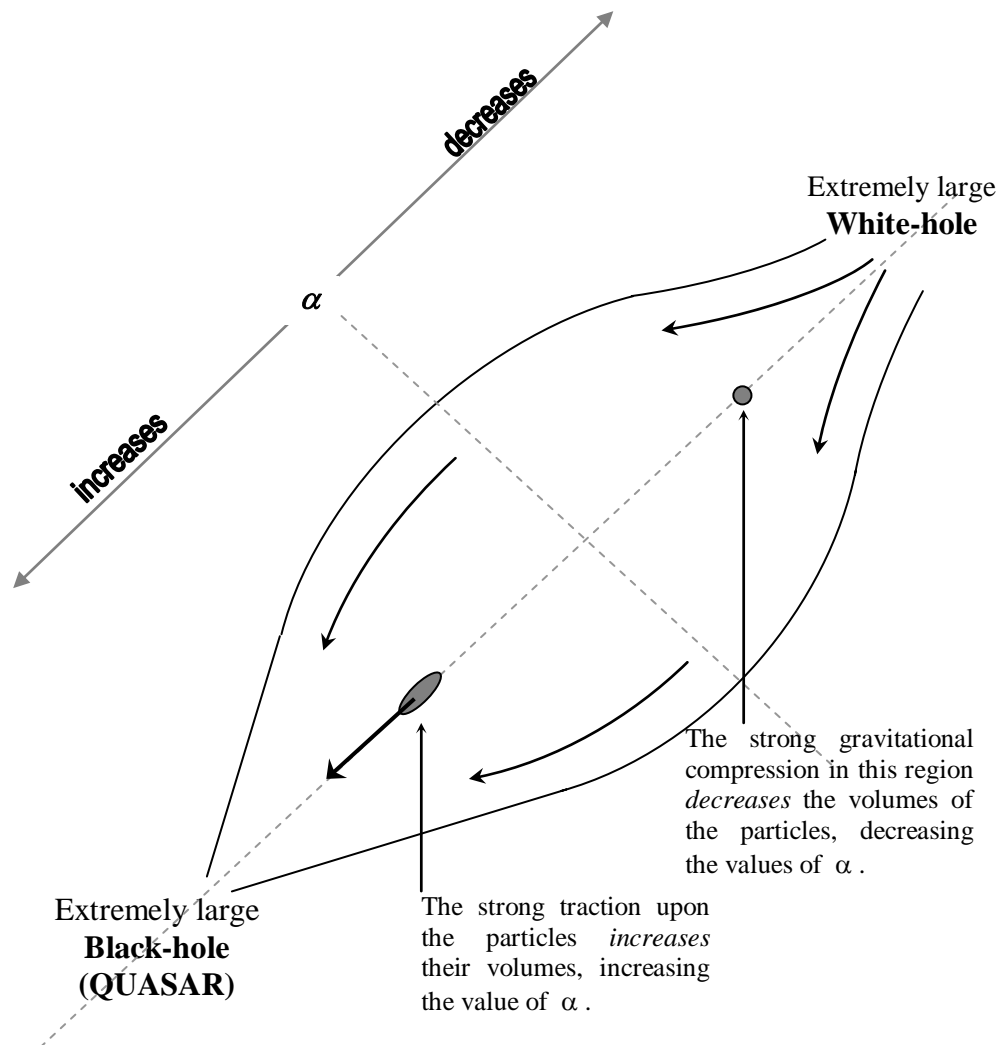 decreases
Extremely large
White-hole
α
increases
The strong gravitational
compression in this region
decreases the volumes of
the particles, decreasing
the values of α .
Extremely large
Black-hole
(QUASAR)
The strong traction upon
the particles increases
their volumes, increasing
the value of α .